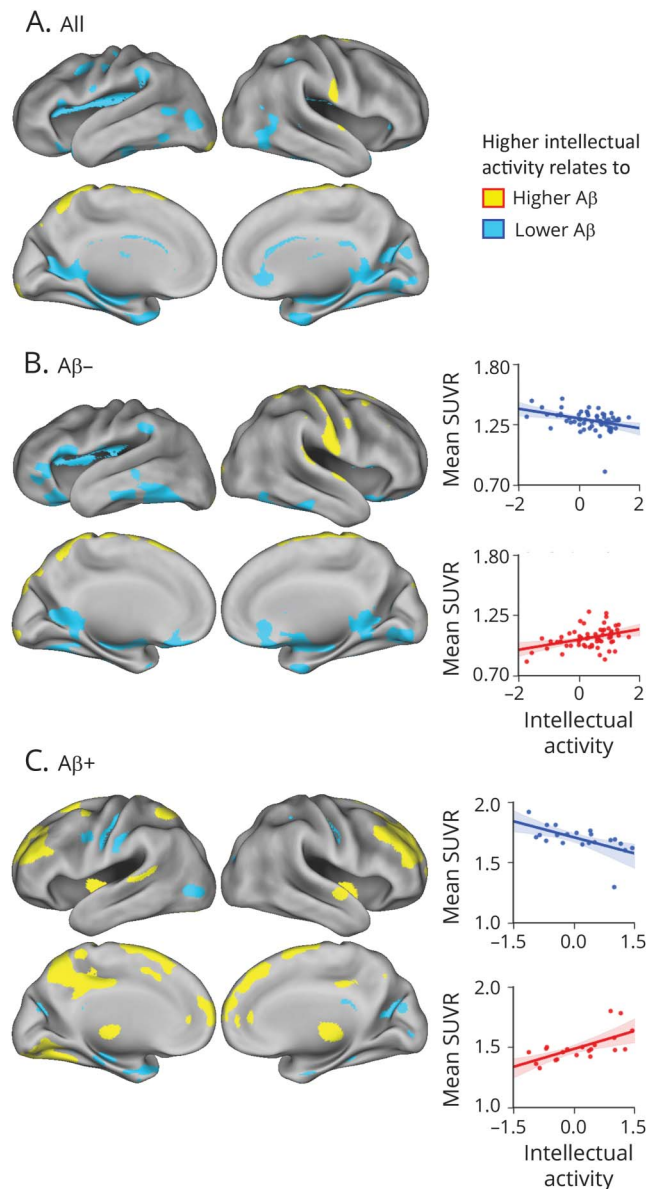 A. All
Higher intellectual
activity relates to
Higher Aβ
Lower Aβ
B. Aβ−
Mean SUVR
1.80
1.25
0.70
−2
0
2
Mean SUVR
1.80
1.25
0.70
−2
0
2
Intellectual
activity
C. Aβ+
Mean SUVR
2.0
1.5
1.0
−1.5
0.0
1.5
Mean SUVR
2.0
1.5
1.0
−1.5
0.0
1.5
Intellectual
activity